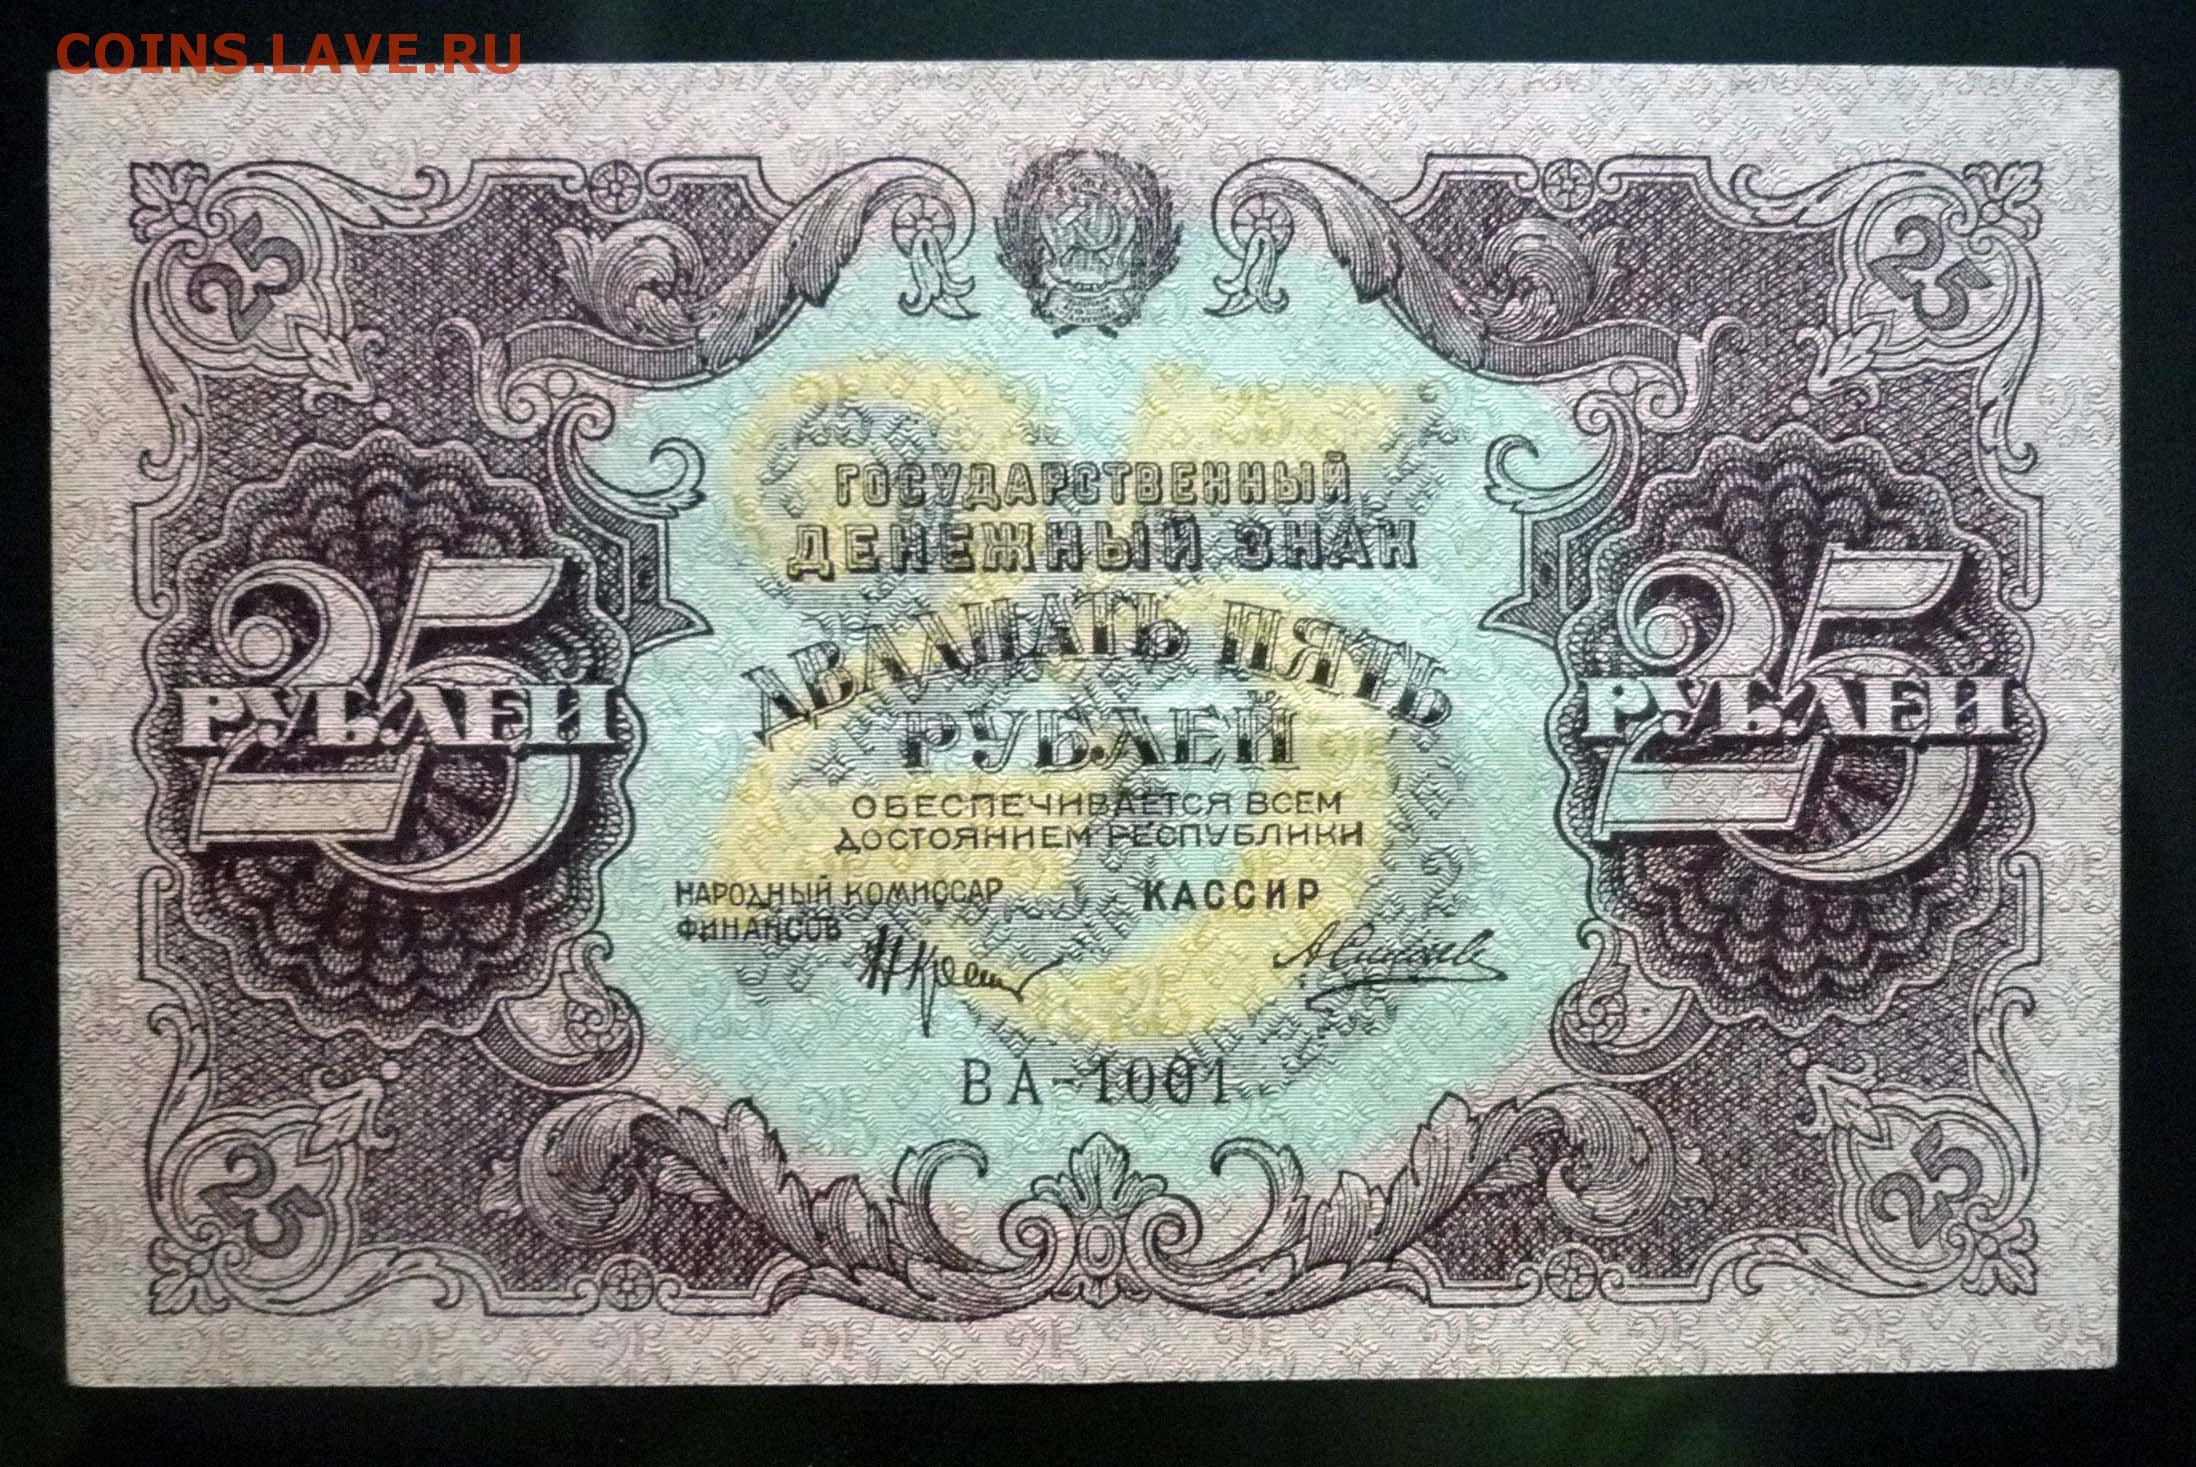 COINS.LAVE.RU
25 25
ГОСУДАРСТВЕННЫЙ
ДЕНЕЖНЫЙ ЗНАК
25 25
ДВАДЦАТЬ ПЯТЬ
РУБЛЕЙ РУБЛЕЙ РУБЛЕЙ
ОБЕСПЕЧИВАЕТСЯ ВСЕМ
ДОСТОЯНИЕМ РЕСПУБЛИКИ
НАРОДНЫЙ КОМИССАР КАССИР
ФИНАНСОВ
ВА-1001
25 25